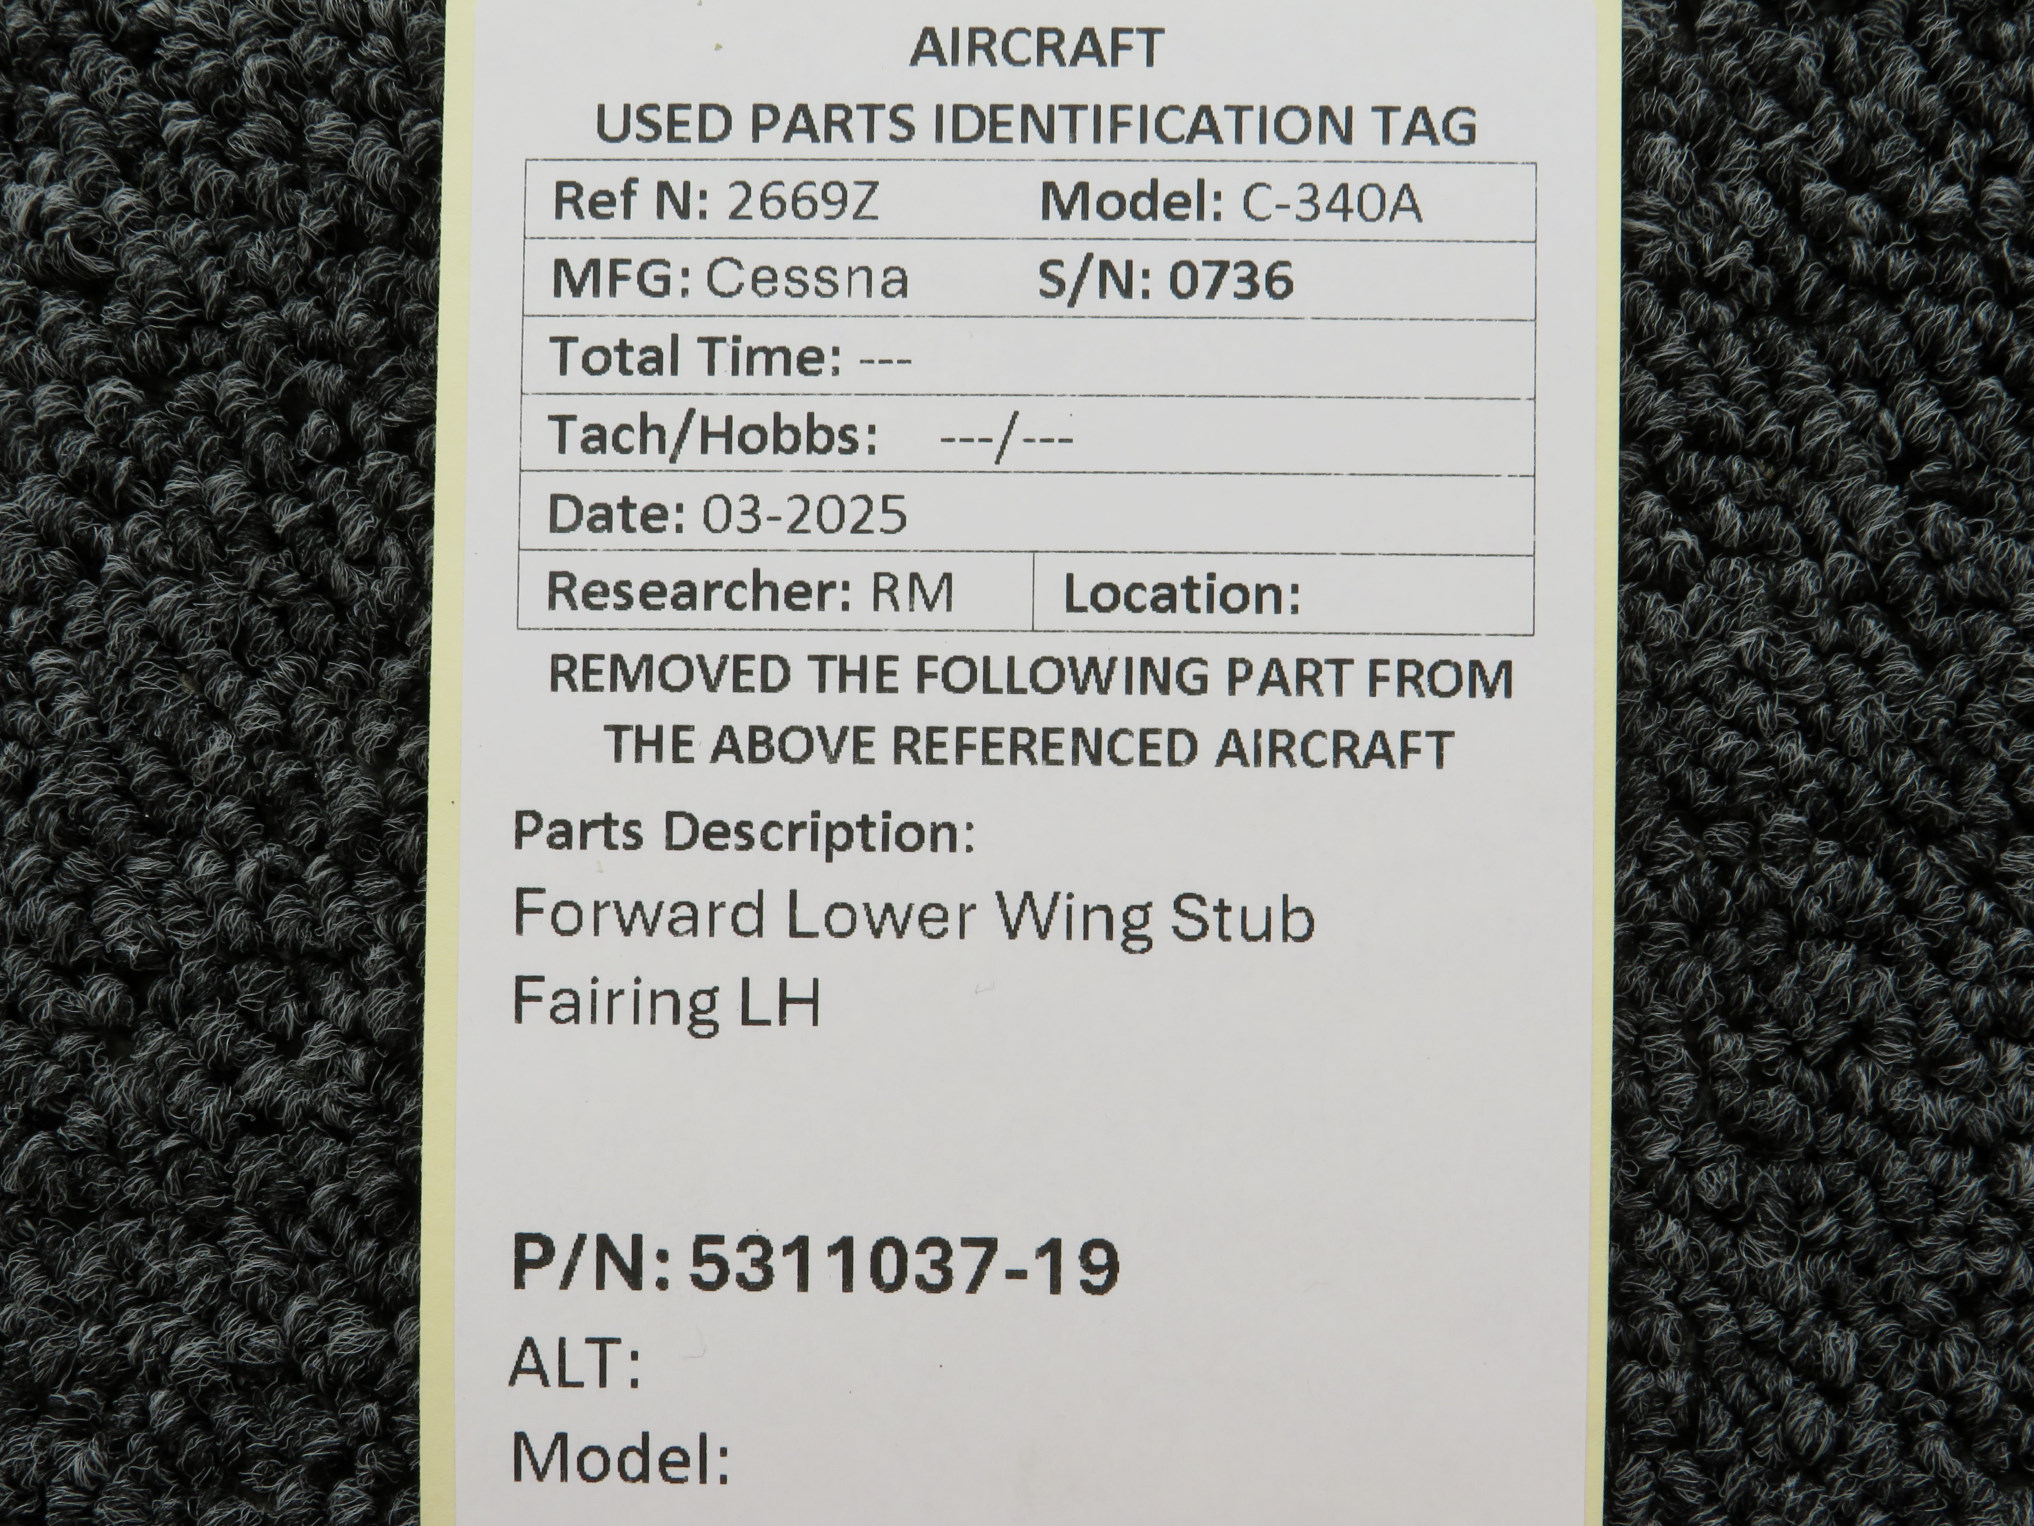 AIRCRAFT
USED PARTS IDENTIFICATION TAG
Ref N: 2669Z Model: C-340A
MFG: Cessna S/N: 0736
Total Time: ---
Tach/Hobbs: ---/---
Date: 03-2025
Researcher: RM Location:
REMOVED THE FOLLOWING PART FROM
THE ABOVE REFERENCED AIRCRAFT
Parts Description:
Forward Lower Wing Stub
Fairing LH
P/N: 5311037-19
ALT:
Model: